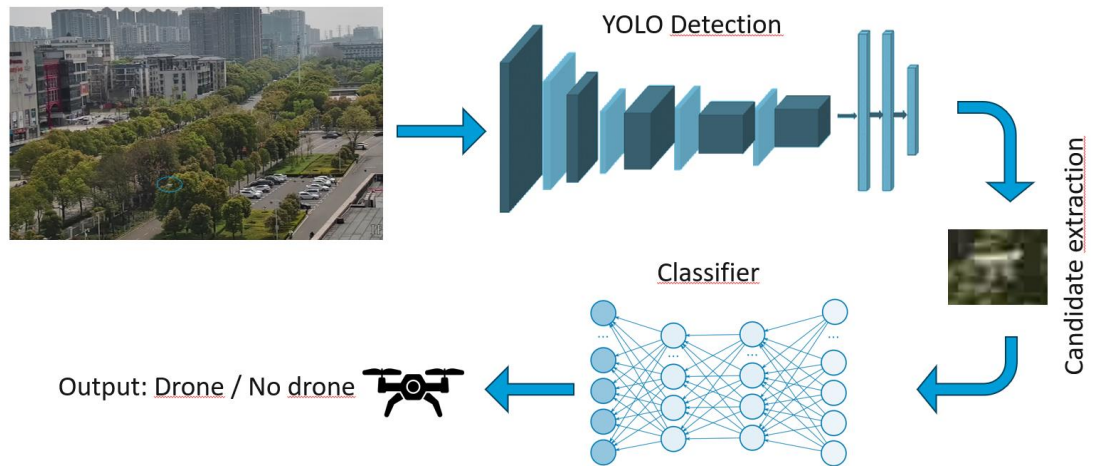 YOLO Detection
Candidate extraction
Classifier
...
...
...
...
Output: Drone / No drone